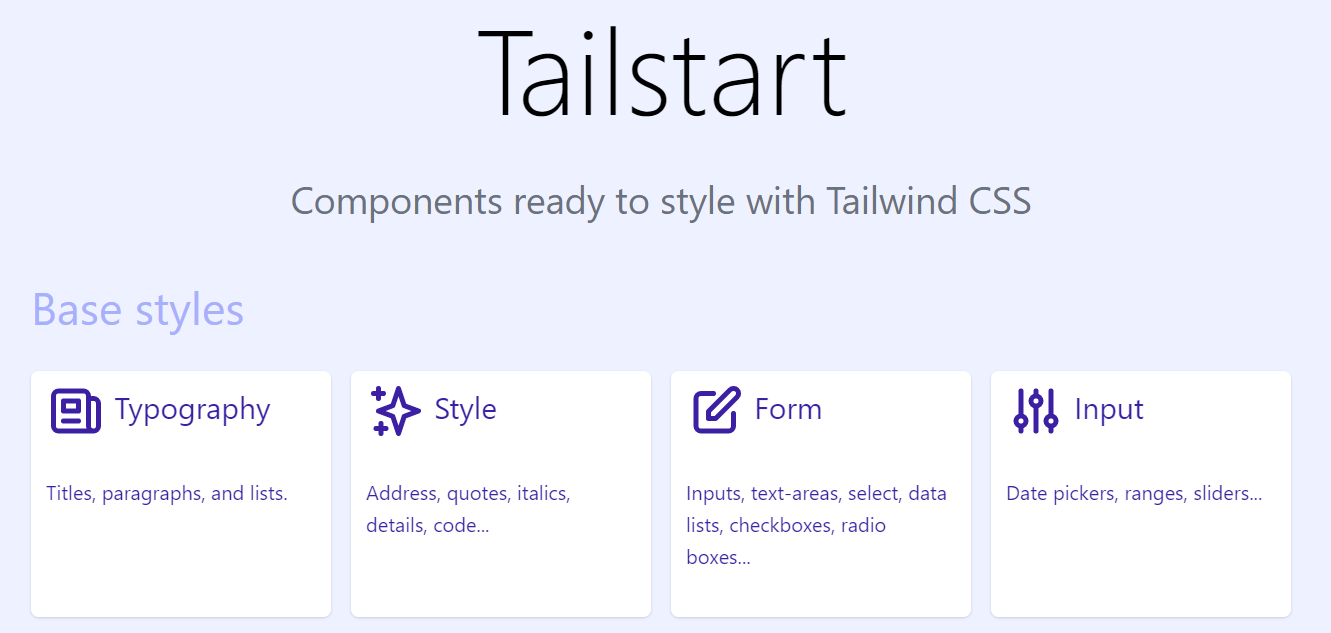 Tailstart
Components ready to style with Tailwind CSS
Base styles
Typography
Titles, paragraphs, and lists.
Style
Address, quotes, italics,
details, code...
Form
Inputs, text-areas, select, data
lists, checkboxes, radio
boxes...
Input
Date pickers, ranges, sliders...